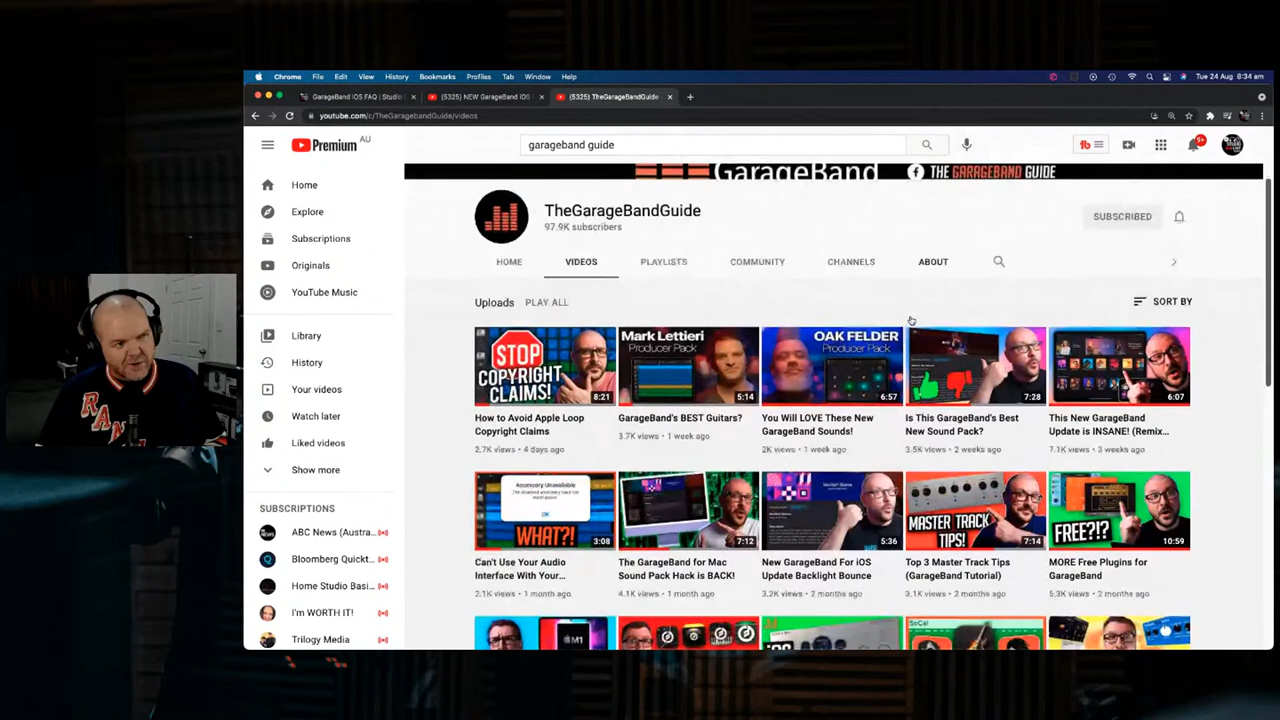 Chrome File Edit View History Bookmarks Profiles Tab Window Help Tue 24 Aug 8:34 am
GarageBand iOS FAQ | Studio
(5325) NEW GarageBand iOS
(5325) TheGarageBandGuide
youtube.com/c/TheGaragebandGuide/videos
Premium AU
garageband guide
9+
GarageBand
THE GARAGEBAND GUIDE
Home
Explore
Subscriptions
Originals
YouTube Music
Library
History
Your videos
Watch later
Liked videos
Show more
SUBSCRIPTIONS
ABC News (Austra...
Bloomberg Quickt...
Home Studio Basi...
I'm WORTH IT!
Trilogy Media
TheGarageBandGuide
97.9K subscribers
SUBSCRIBED
HOME VIDEOS PLAYLISTS COMMUNITY CHANNELS ABOUT
Uploads PLAY ALL
SORT BY
STOP
COPYRIGHT
CLAIMS!
8:21
How to Avoid Apple Loop
Copyright Claims
2.7K views • 4 days ago
Mark Lettieri
Producer Pack
5:14
GarageBand's BEST Guitars?
3.7K views • 1 week ago
OAK FELDER
Producer Pack
6:57
You Will LOVE These New
GarageBand Sounds!
2K views • 1 week ago
7:28
Is This GarageBand's Best
New Sound Pack?
3.5K views • 2 weeks ago
6:07
This New GarageBand
Update is INSANE! (Remix...
7.1K views • 3 weeks ago
Accessory Unavailable
OK
WHAT?!
3:08
Can't Use Your Audio
Interface With Your...
2.1K views • 1 month ago
7:12
The GarageBand for Mac
Sound Pack Hack is BACK!
4.1K views • 1 month ago
5:36
New GarageBand For iOS
Update Backlight Bounce
3.2K views • 2 months ago
MASTER TRACK
TIPS!
7:14
Top 3 Master Track Tips
(GarageBand Tutorial)
3.1K views • 2 months ago
FREE?!?
10:59
MORE Free Plugins for
GarageBand
5.3K views • 2 months ago
M1
SoCal